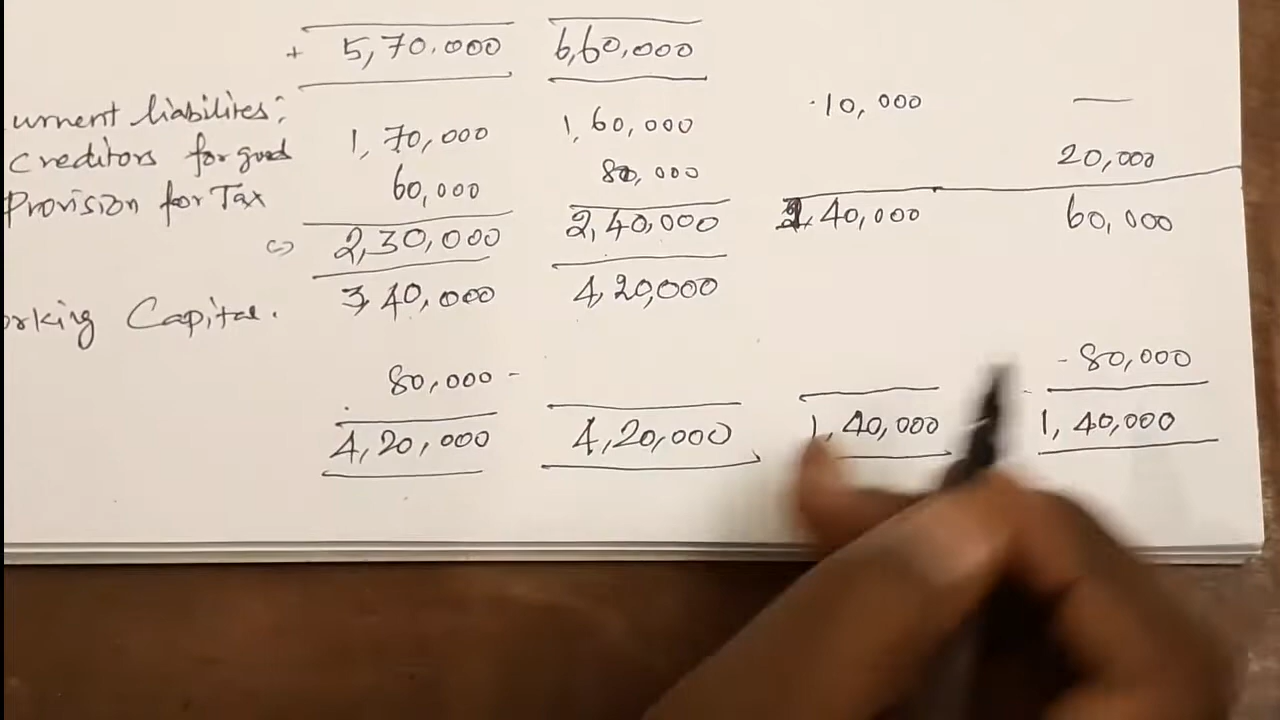 + 5,70,000 6,60,000
urrent liabilites;
10,000 —
1,70,000 1,60,000
Creditors for good
20,000
60,000 80,000
Provision for Tax
(-) 2,30,000 2,40,000 1,40,000 60,000
3,40,000 4,20,000
orking Capital.
80,000 - - 80,000
4,20,000 4,20,000 1,40,000 1,40,000